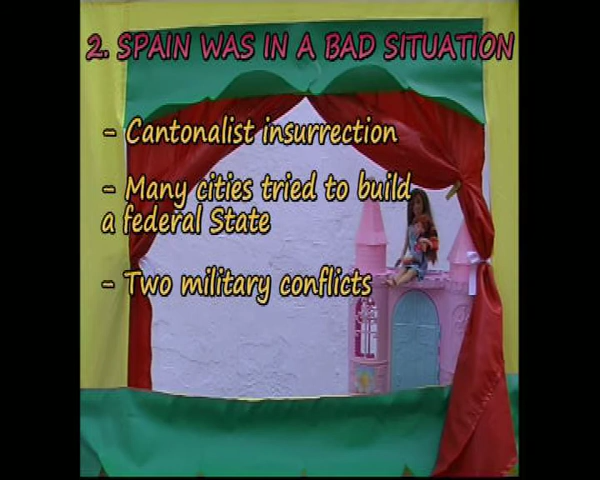 2. SPAIN WAS IN A BAD SITUATION
- Cantonalist insurrection
- Many cities tried to build
a federal State
- Two military conflicts